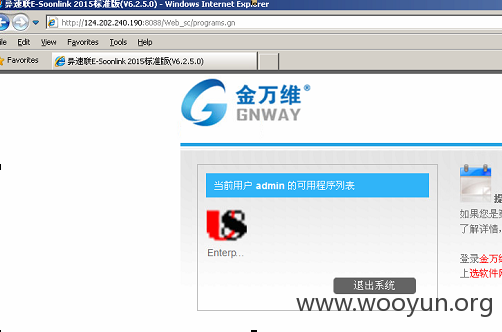 异速联E-Soonlink 2015标准版(V6.2.5.0) - Windows Internet Explorer
http://124.202.240.190:8088/Web_sc/programs.gn
File Edit View Favorites Tools Help
Favorites 异速联E-Soonlink 2015标准版(V6.2.5.0)
金万维®
GNWAY
当前用户 admin 的可用程序列表
Enterp...
如果您是
了解详情,
登录金万维
上选软件网
退出系统
www.wooyun.org